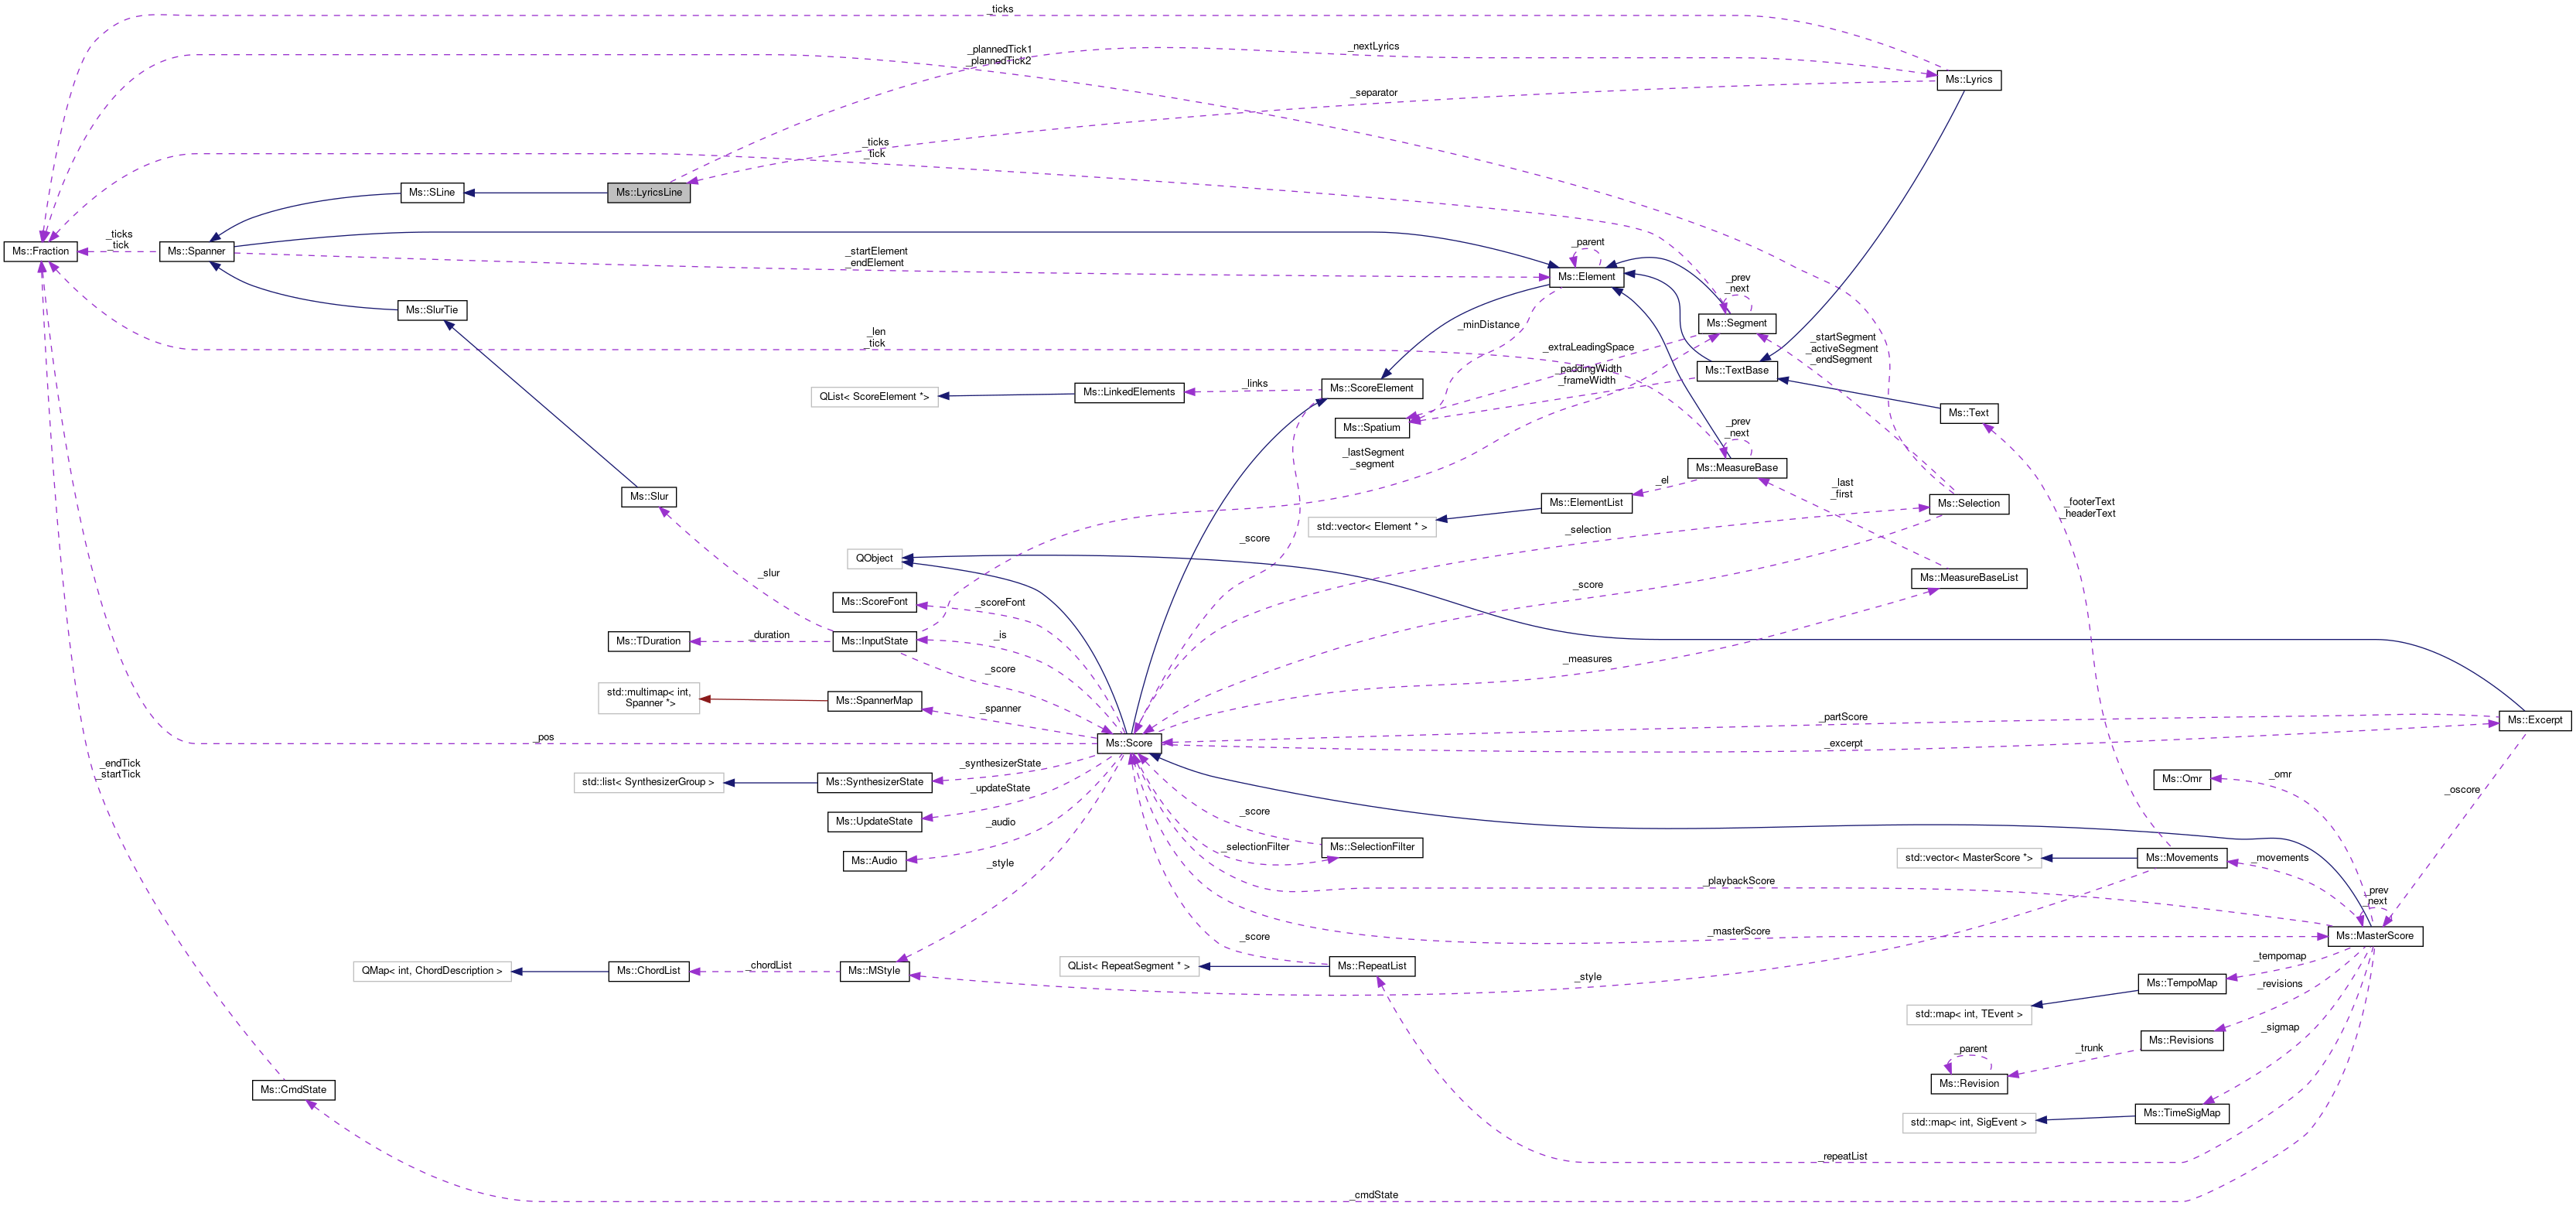 _ticks
_plannedTick1
_plannedTick2
_nextLyrics
Ms::Lyrics
_separator
_ticks
_tick
Ms::SLine
Ms::LyricsLine
_ticks
_tick
Ms::Fraction
Ms::Spanner
_startElement
_endElement
_parent
Ms::Element
_prev
_next
Ms::SlurTie
_minDistance
Ms::Segment
_len
_tick
_extraLeadingSpace
_startSegment
_activeSegment
_endSegment
_paddingWidth
_frameWidth
Ms::TextBase
QList< ScoreElement *>
Ms::LinkedElements
_links
Ms::ScoreElement
Ms::Text
Ms::Spatium
_prev
_next
_lastSegment
_segment
Ms::MeasureBase
_el
_last
_first
Ms::Slur
Ms::ElementList
Ms::Selection
_footerText
_headerText
std::vector< Element * >
_selection
_score
QObject
_slur
_score
Ms::MeasureBaseList
Ms::ScoreFont
_scoreFont
Ms::TDuration
_duration
Ms::InputState
_is
_score
_measures
std::multimap< int,
Spanner *>
Ms::SpannerMap
_spanner
_partScore
Ms::Excerpt
_pos
Ms::Score
_excerpt
_endTick
_startTick
_synthesizerState
std::list< SynthesizerGroup >
Ms::SynthesizerState
Ms::Omr
_omr
_oscore
_updateState
Ms::UpdateState
_audio
_score
Ms::SelectionFilter
_selectionFilter
Ms::Audio
_style
std::vector< MasterScore *>
Ms::Movements
_movements
_playbackScore
_prev
_next
_masterScore
Ms::MasterScore
_score
QMap< int, ChordDescription >
Ms::ChordList
_chordList
Ms::MStyle
QList< RepeatSegment * >
Ms::RepeatList
_style
_tempomap
Ms::TempoMap
_revisions
std::map< int, TEvent >
_sigmap
Ms::Revisions
_parent
_trunk
Ms::Revision
Ms::CmdState
Ms::TimeSigMap
std::map< int, SigEvent >
_repeatList
_cmdState